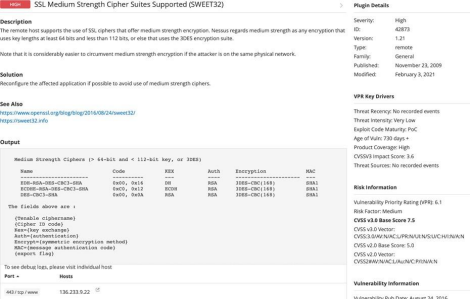 HIGH SSL Medium Strength Cipher Suites Supported (SWEET32)
Description
The remote host supports the use of SSL ciphers that offer medium strength encryption. Nessus regards medium strength as any encryption that
uses key lengths at least 64 bits and less than 112 bits, or else that uses the 3DES encryption suite.
Note that it is considerably easier to circumvent medium strength encryption if the attacker is on the same physical network.
Solution
Reconfigure the affected application if possible to avoid use of medium strength ciphers.
See Also
https://www.openssl.org/blog/blog/2016/08/24/sweet32/
https://sweet32.info
Output
Medium Strength Ciphers (> 64-bit and < 112-bit key, or 3DES)
Name Code KEX Auth Encryption MAC
EDH-RSA-DES-CBC3-SHA 0x00, 0x16 DH RSA 3DES-CBC(168) SHA1
ECDHE-RSA-DES-CBC3-SHA 0xC0, 0x12 ECDH RSA 3DES-CBC(168) SHA1
DES-CBC3-SHA 0x00, 0x0A RSA RSA 3DES-CBC(168) SHA1
The fields above are :
{Tenable ciphername}
{Cipher ID code}
Kex={key exchange}
Auth={authentication}
Encrypt={symmetric encryption method}
MAC={message authentication code}
{export flag}
To see debug logs, please visit individual host
Port Hosts
443 / tcp / www 136.233.9.22
Plugin Details
Severity: High
ID: 42873
Version: 1.21
Type: remote
Family: General
Published: November 23, 2009
Modified: February 3, 2021
VPR Key Drivers
Threat Recency: No recorded events
Threat Intensity: Very Low
Exploit Code Maturity: PoC
Age of Vuln: 730 days +
Product Coverage: High
CVSSV3 Impact Score: 3.6
Threat Sources: No recorded events
Risk Information
Vulnerability Priority Rating (VPR): 6.1
Risk Factor: Medium
CVSS v3.0 Base Score 7.5
CVSS v3.0 Vector:
CVSS:3.0/AV:N/AC:L/PR:N/UI:N/S:U/C:H/I:N/A:N
CVSS v2.0 Base Score: 5.0
CVSS v2.0 Vector:
CVSS2#AV:N/AC:L/Au:N/C:P/I:N/A:N
Vulnerability Information
Vulnerability Pub Date: August 24, 2016